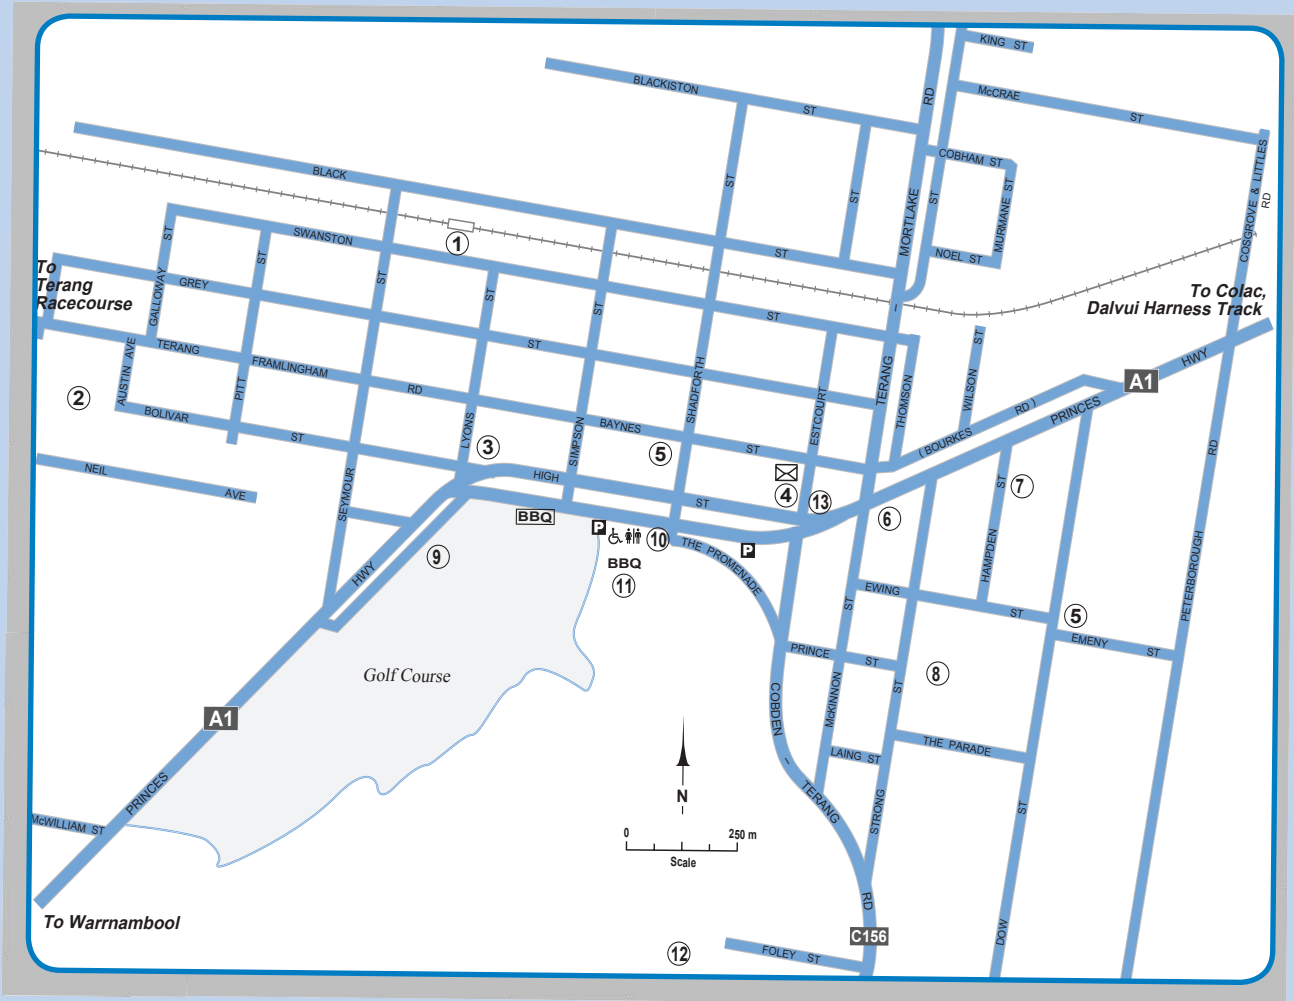 KING ST
BLACKISTON ST
McCRAE ST
RD
COBHAM ST
BLACK ST
ST
ST
ST
MURMANE ST
COSGROVE & LITTLES RD
MORTLAKE
NOEL ST
SWANSTON ST
1
ST
ST
ST
ST
ST
To
Terang
Racecourse
GREY ST
GALLOWAY
To Colac,
Dalvui Harness Track
TERANG
FRAMLINGHAM
RD
AUSTIN AVE
PITT
SHADFORTH
ESTCOURT
TERANG
–
THOMSON
WILSON ST
A1
HWY
PRINCES
( BOURKES RD )
2
BOLIVAR ST
LYONS
SIMPSON
BAYNES ST
3
5
4
13
6
7
NEIL AVE
SEYMOUR
HIGH ST
BBQ
P
10
P
BBQ
11
9
HWY
THE PROMENADE
HAMPDEN ST
EWING ST
ST
5
EMENY ST
PETERBOROUGH RD
PRINCE ST
8
Golf Course
McKINNON
ST
COBDEN
–
TERANG
RD
A1
PRINCES
THE PARADE
LAING ST
STRONG
ST
N
0 250 m
Scale
McWILLIAM ST
To Warrnambool
12
FOLEY ST
C156
DOW